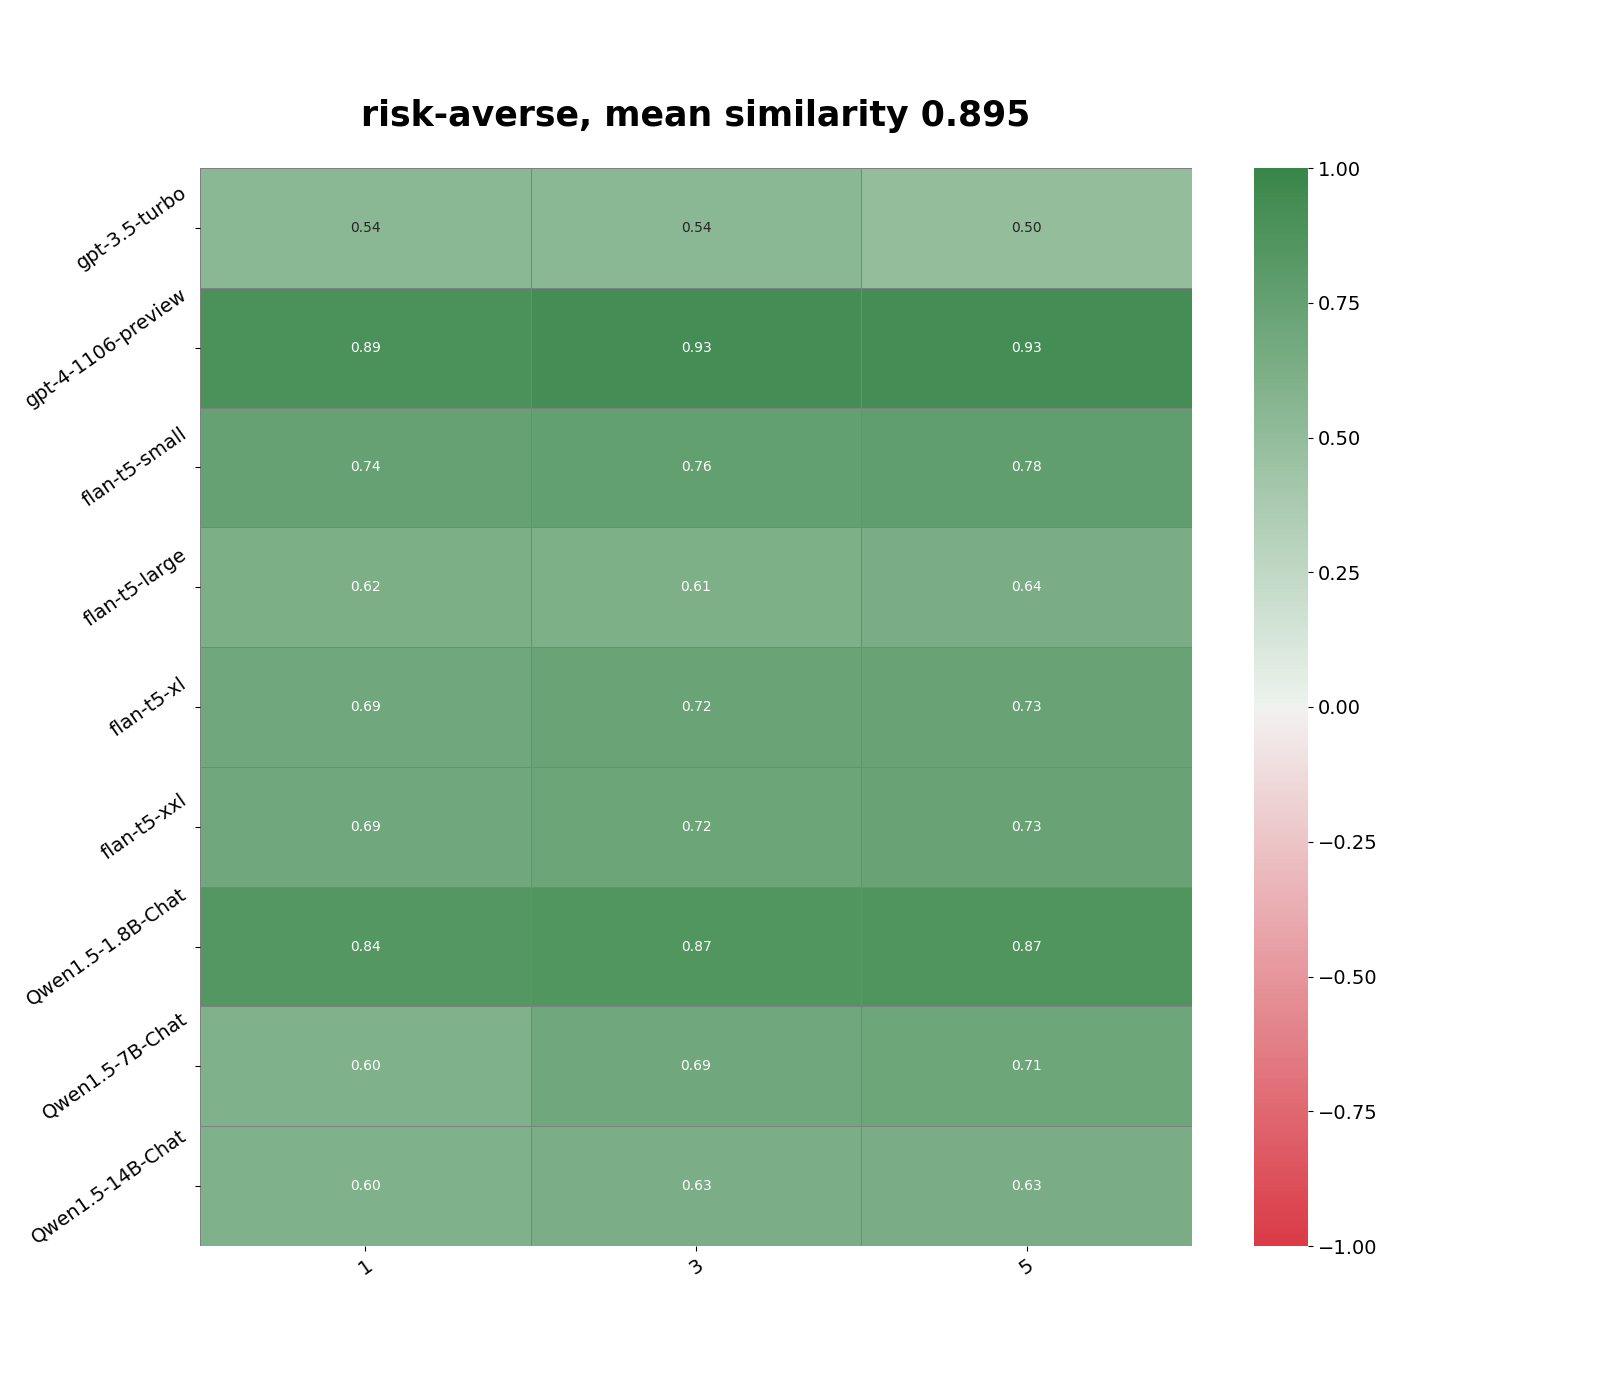 risk-averse, mean similarity 0.895
gpt-3.5-turbo 0.54 0.54 0.50
gpt-4-1106-preview 0.89 0.93 0.93
flan-t5-small 0.74 0.76 0.78
flan-t5-large 0.62 0.61 0.64
flan-t5-xl 0.69 0.72 0.73
flan-t5-xxl 0.69 0.72 0.73
Qwen1.5-1.8B-Chat 0.84 0.87 0.87
Qwen1.5-7B-Chat 0.60 0.69 0.71
Qwen1.5-14B-Chat 0.60 0.63 0.63
1 3 5
1.00
0.75
0.50
0.25
0.00
−0.25
−0.50
−0.75
−1.00